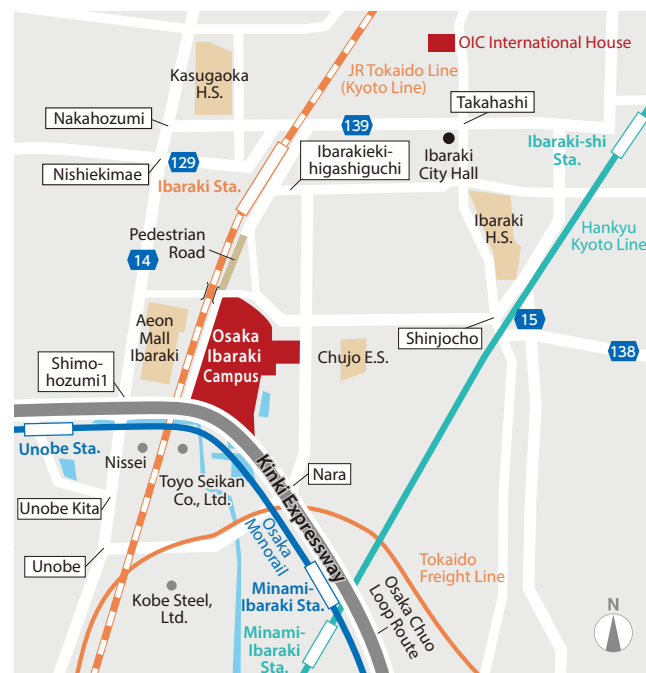 OIC International House
Kasugaoka
H.S.
JR Tokaido Line
(Kyoto Line)
Takahashi
Nakahozumi
139
Ibarakieki-
higashiguchi
Ibaraki
City Hall
Ibaraki-shi
Sta.
129
Nishiekimae
Ibaraki Sta.
Ibaraki
H.S.
Hankyu
Kyoto Line
Pedestrian
Road
14
Aeon
Mall
Ibaraki
Osaka
Ibaraki
Campus
Chujo E.S.
Shinjocho
15
138
Shimo-
hozumi1
Unobe Sta.
Nissei
Toyo Seikan
Co., Ltd.
Kinki Expressway
Nara
Unobe Kita
Osaka
Monorail
Unobe
Tokaido
Freight Line
Kobe Steel,
Ltd.
Minami-
Ibaraki Sta.
Osaka Chuo
Loop Route
Minami-
Ibaraki
Sta.
N